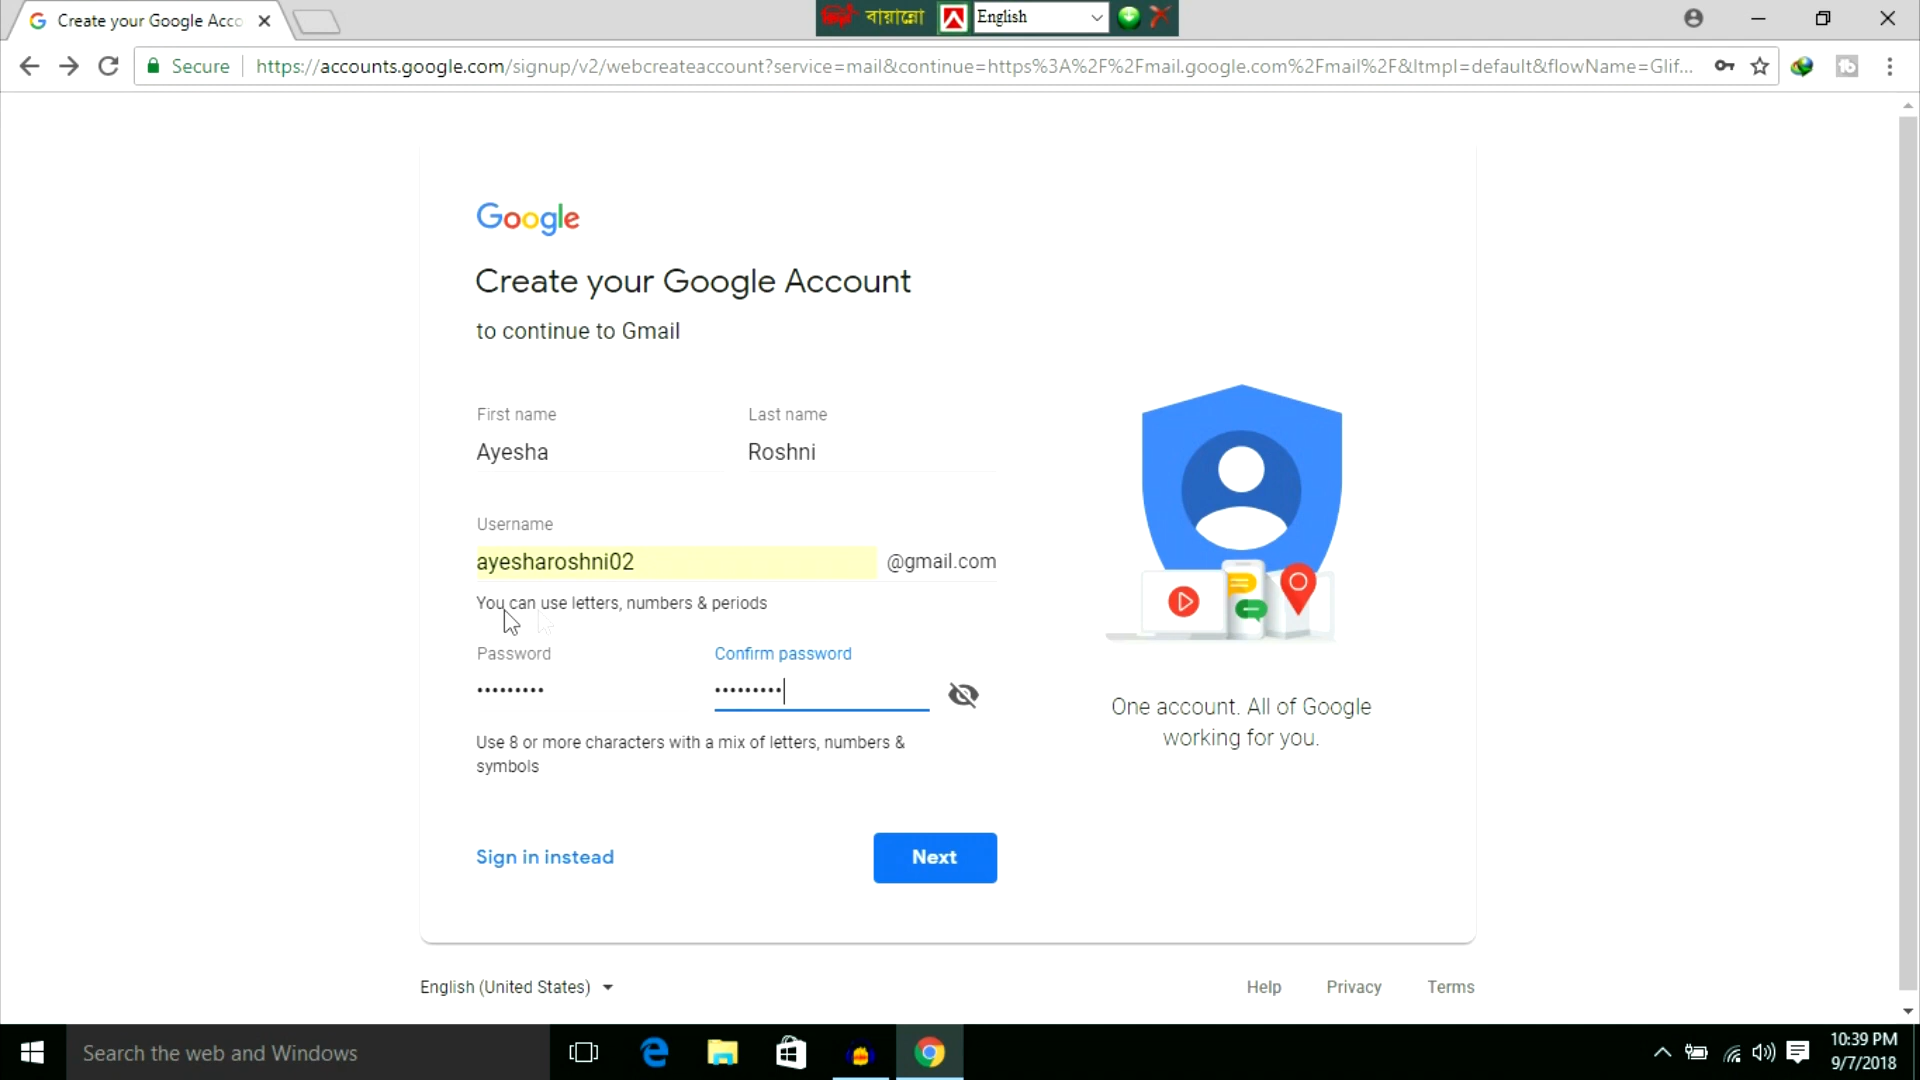 Create your Google Acco
বায়ান্নো
English
Secure
https://accounts.google.com/signup/v2/webcreateaccount?service=mail&continue=https%3A%2F%2Fmail.google.com%2Fmail%2F&ltmpl=default&flowName=Glif...
Google
Create your Google Account
to continue to Gmail
First name
Last name
Ayesha
Roshni
Username
ayesharoshni02
@gmail.com
You can use letters, numbers & periods
Password
Confirm password
Use 8 or more characters with a mix of letters, numbers &
symbols
One account. All of Google
working for you.
Sign in instead
Next
English (United States)
Help
Privacy
Terms
Search the web and Windows
10:39 PM
9/7/2018